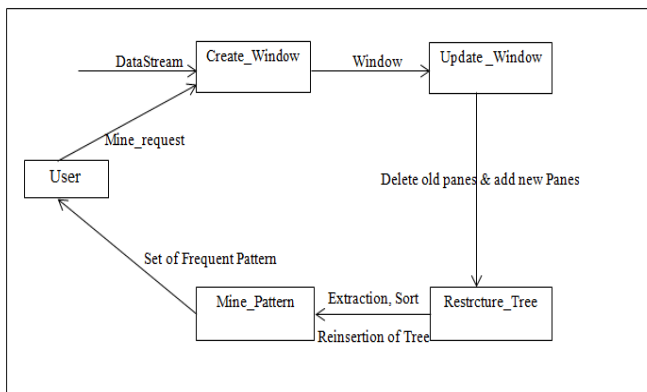 DataStream
Create_Window
Window
Update _Window
Mine_request
User
Delete old panes & add new Panes
Set of Frequent Pattern
Mine_Pattern
Extraction, Sort
Reinsertion of Tree
Restrcture_Tree